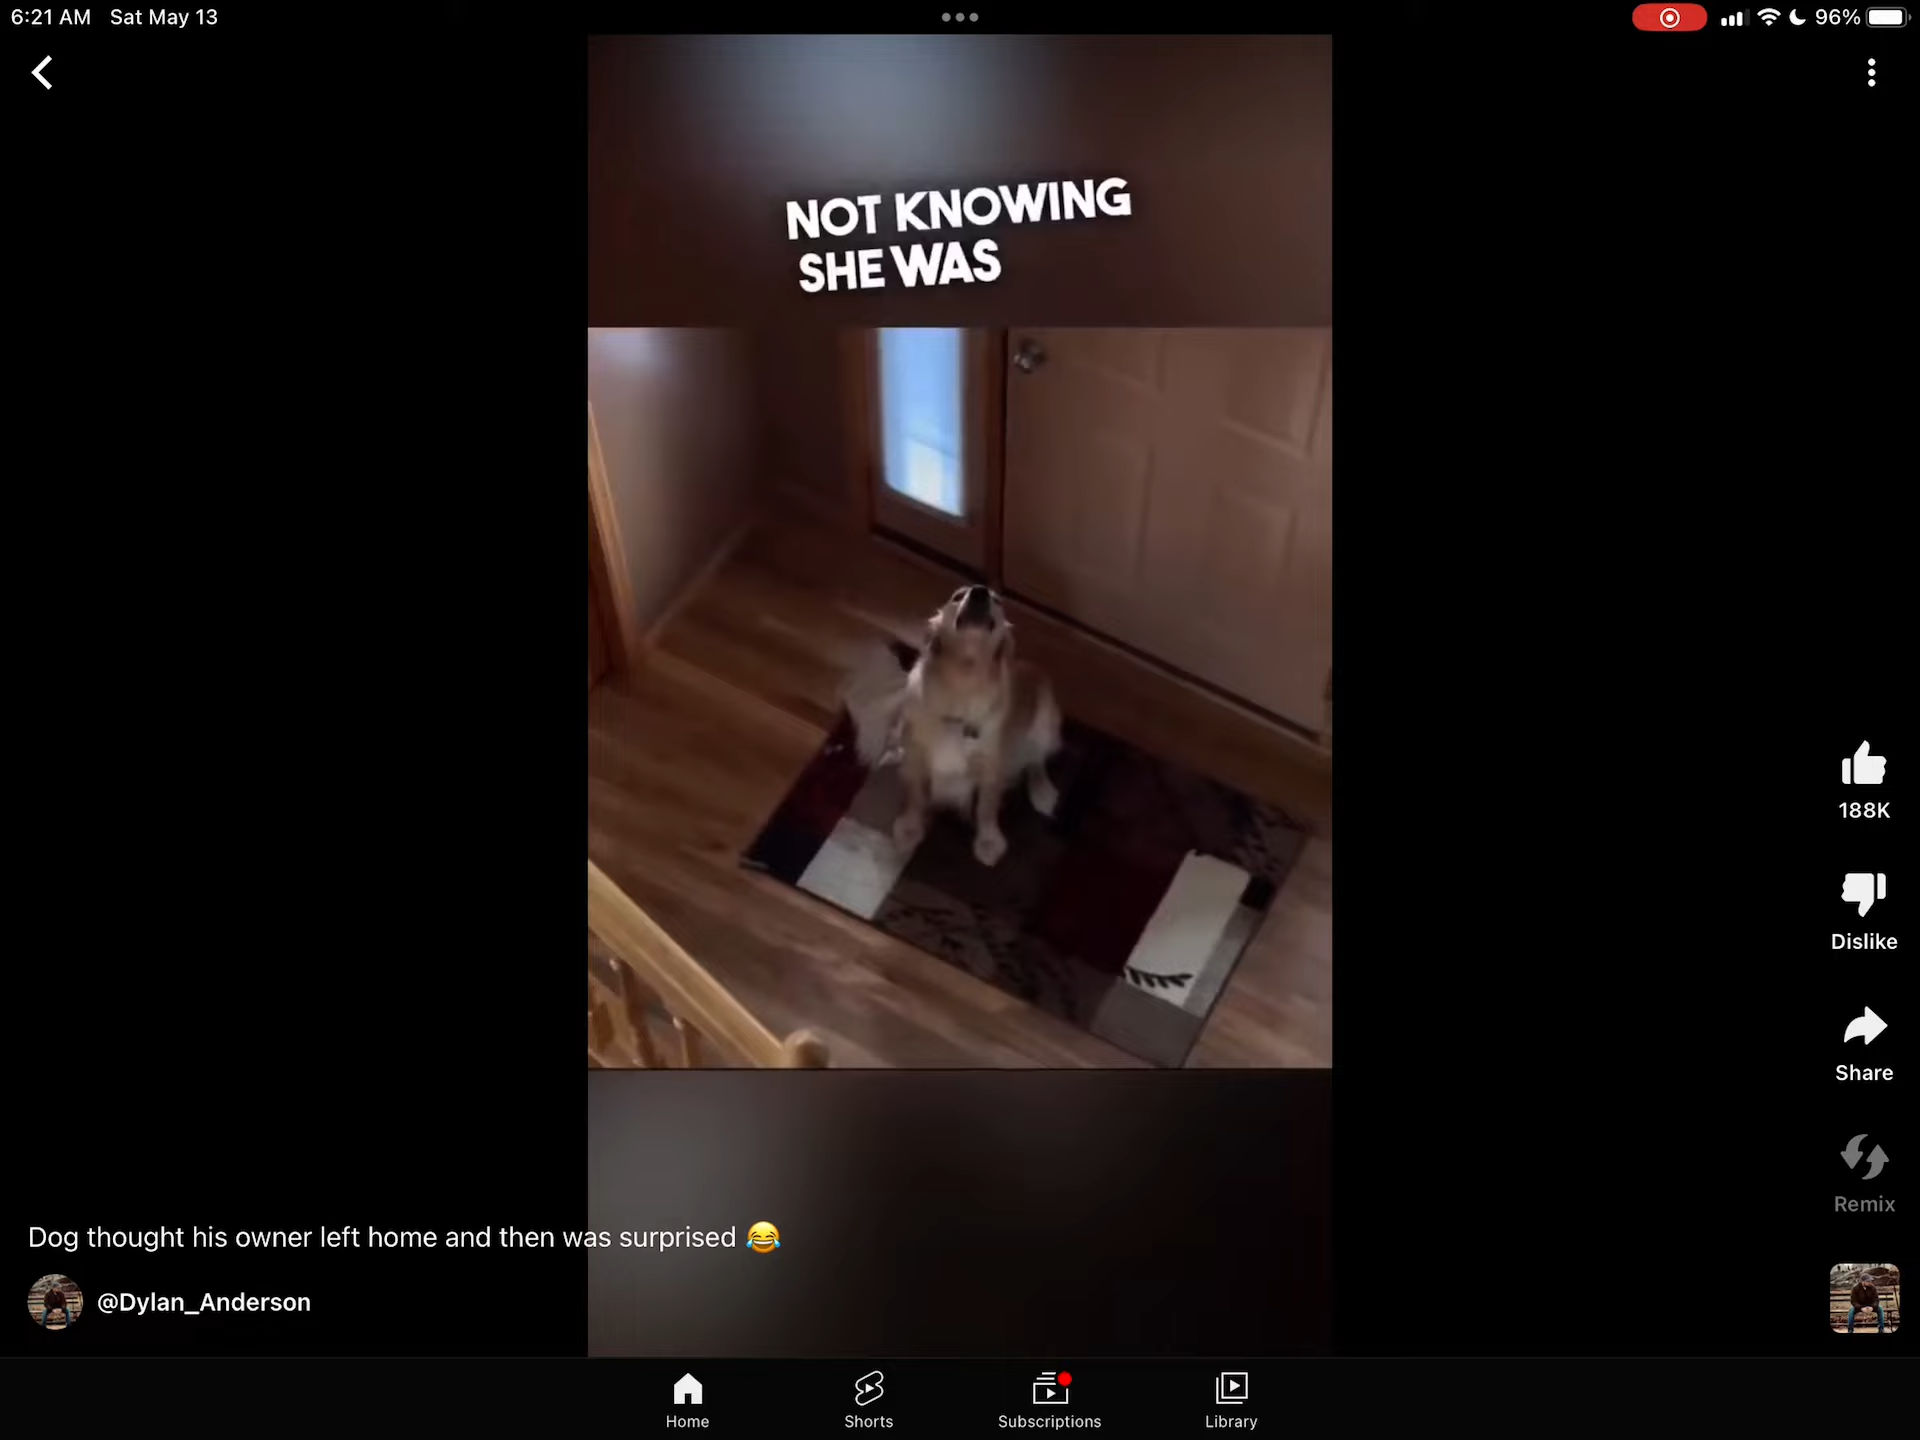 6:21 AM Sat May 13
96%
NOT KNOWING
SHE WAS
188K
Dislike
Share
Remix
Dog thought his owner left home and then was surprised 😂
@Dylan_Anderson
Home
Shorts
Subscriptions
Library